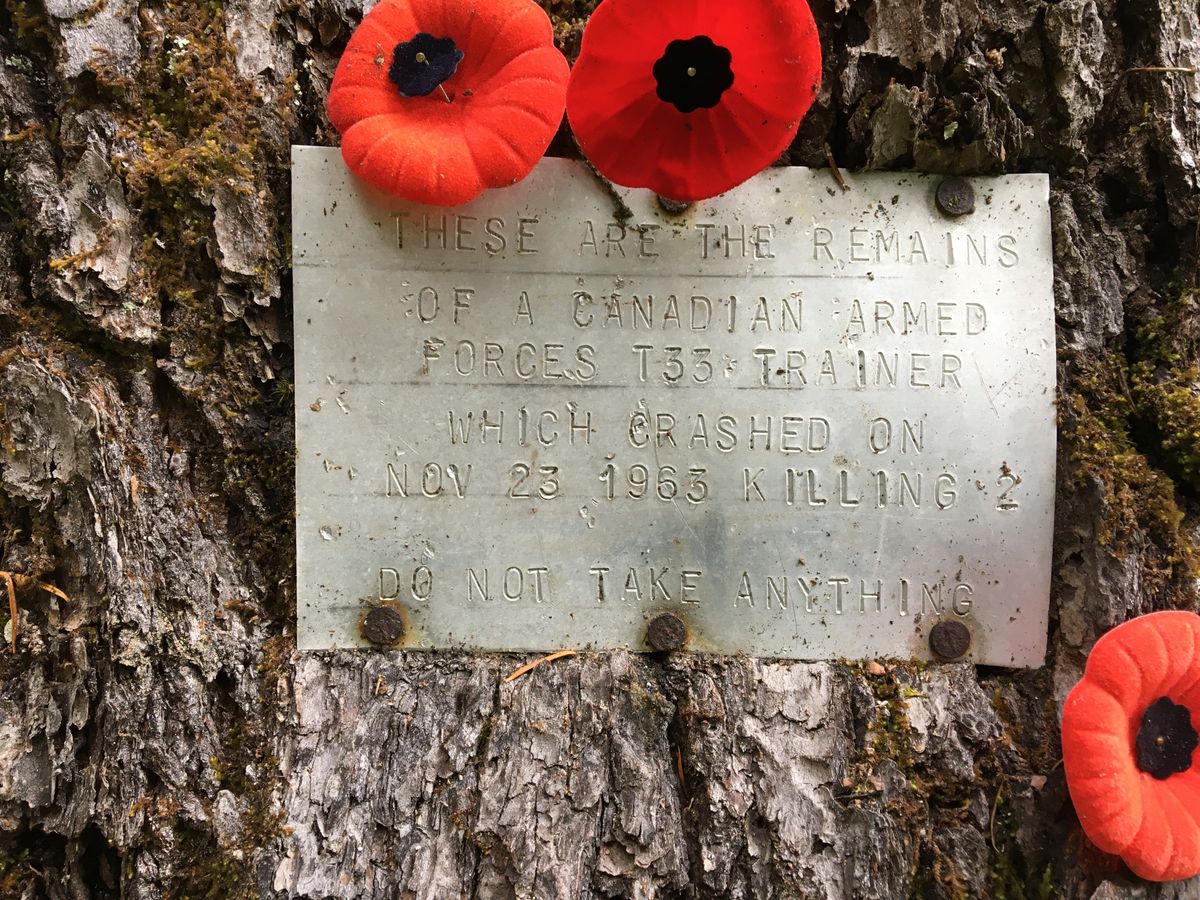 THESE ARE THE REMAINS
OF A CANADIAN ARMED
FORCES T33 TRAINER
WHICH CRASHED ON
NOV 23 1963 KILLING 2
DO NOT TAKE ANYTHING